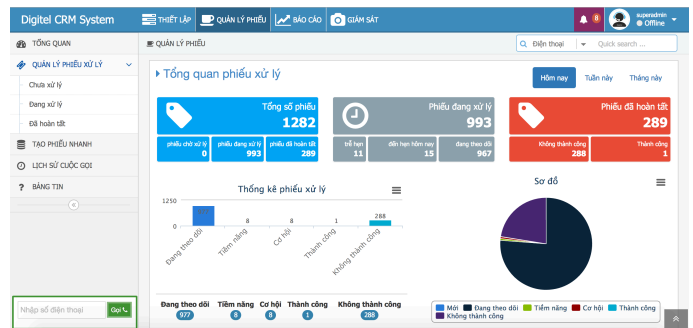 Digitel CRM System
THIẾT LẬP
QUẢN LÝ PHIẾU
BÁO CÁO
GIÁM SÁT
8
superadmin
Offline
TỔNG QUAN
QUẢN LÝ PHIẾU XỬ LÝ
Chưa xử lý
Đang xử lý
Đã hoàn tất
TẠO PHIẾU NHANH
LỊCH SỬ CUỘC GỌI
? BẢNG TIN
Nhập số điện thoại
Gọi
QUẢN LÝ PHIẾU
Điện thoại
Quick search ...
Tổng quan phiếu xử lý
Hôm nay
Tuần này
Tháng này
Tổng số phiếu
1282
phiếu chờ xử lý
0
phiếu đang xử lý
993
phiếu đã hoàn tất
289
Phiếu đang xử lý
993
trễ hẹn
11
đến hẹn hôm nay
15
đang theo dõi
967
Phiếu đã hoàn tất
289
Không thành công
288
Thành công
1
Thống kê phiếu xử lý
1250
0
8
8
1
288
Đang theo dõi
Tiềm năng
Cơ hội
Thành công
Không thành công
Đang theo dõi Tiềm năng Cơ hội Thành công Không thành công
977 8 8 1 288
Sơ đồ
Mới Đang theo dõi Tiềm năng Cơ hội Thành công
Không thành công